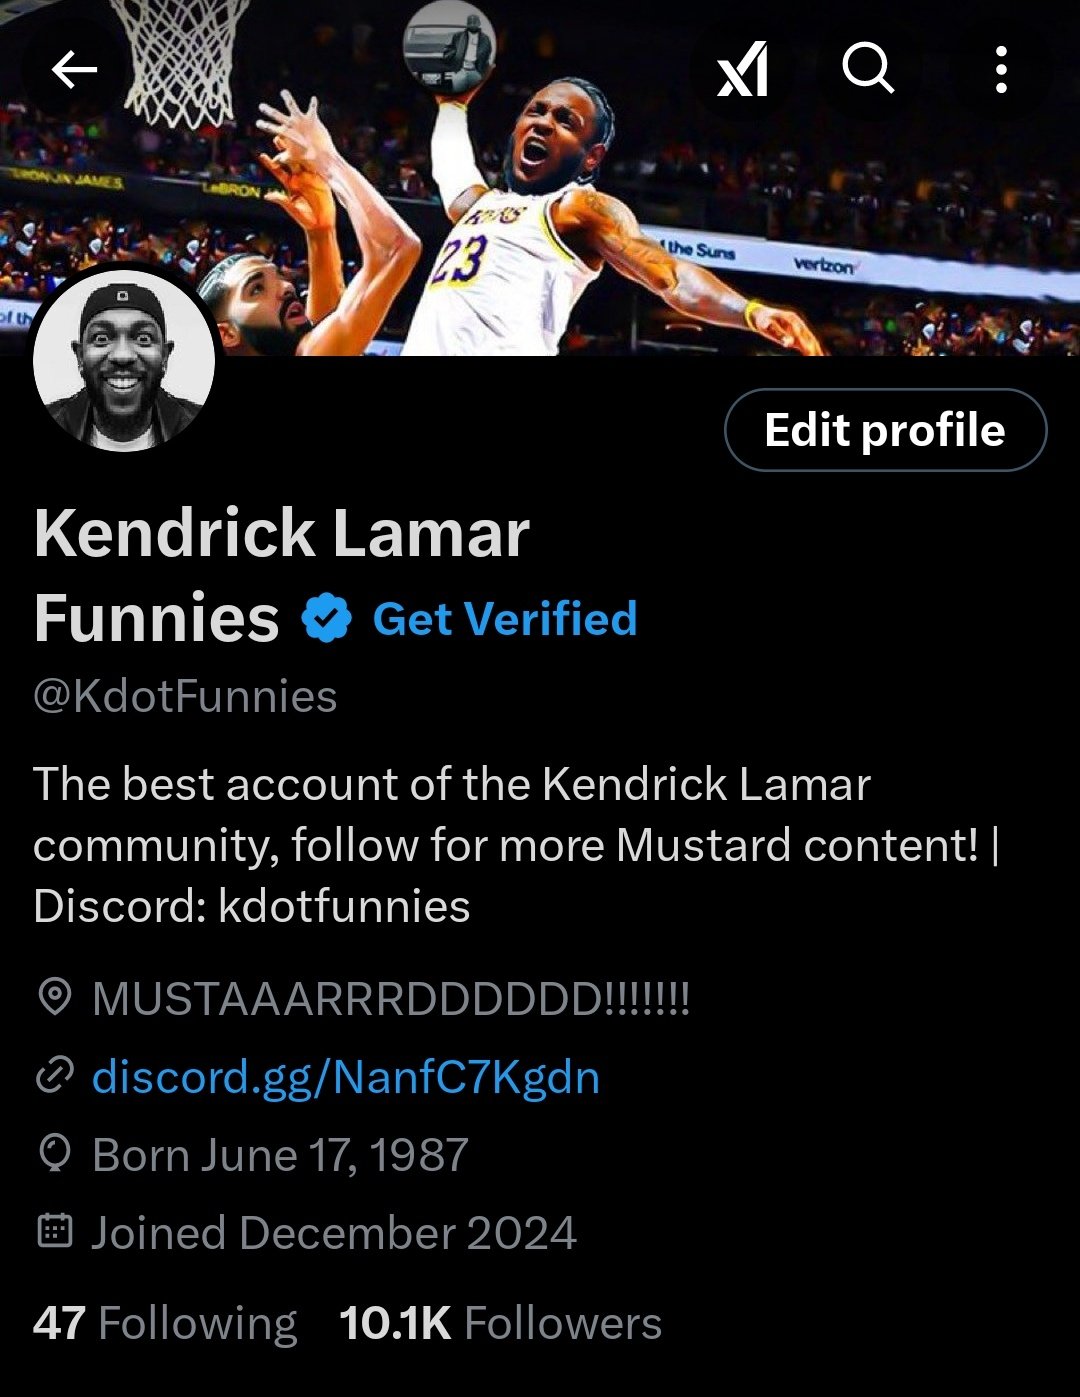 LeBRON
23
the Suns
verizon
Edit profile
Kendrick Lamar
Funnies Get Verified
@KdotFunnies
The best account of the Kendrick Lamar
community, follow for more Mustard content! |
Discord: kdotfunnies
MUSTAAARRRDDDDDD!!!!!!!
discord.gg/NanfC7Kgdn
Born June 17, 1987
Joined December 2024
47 Following 10.1K Followers